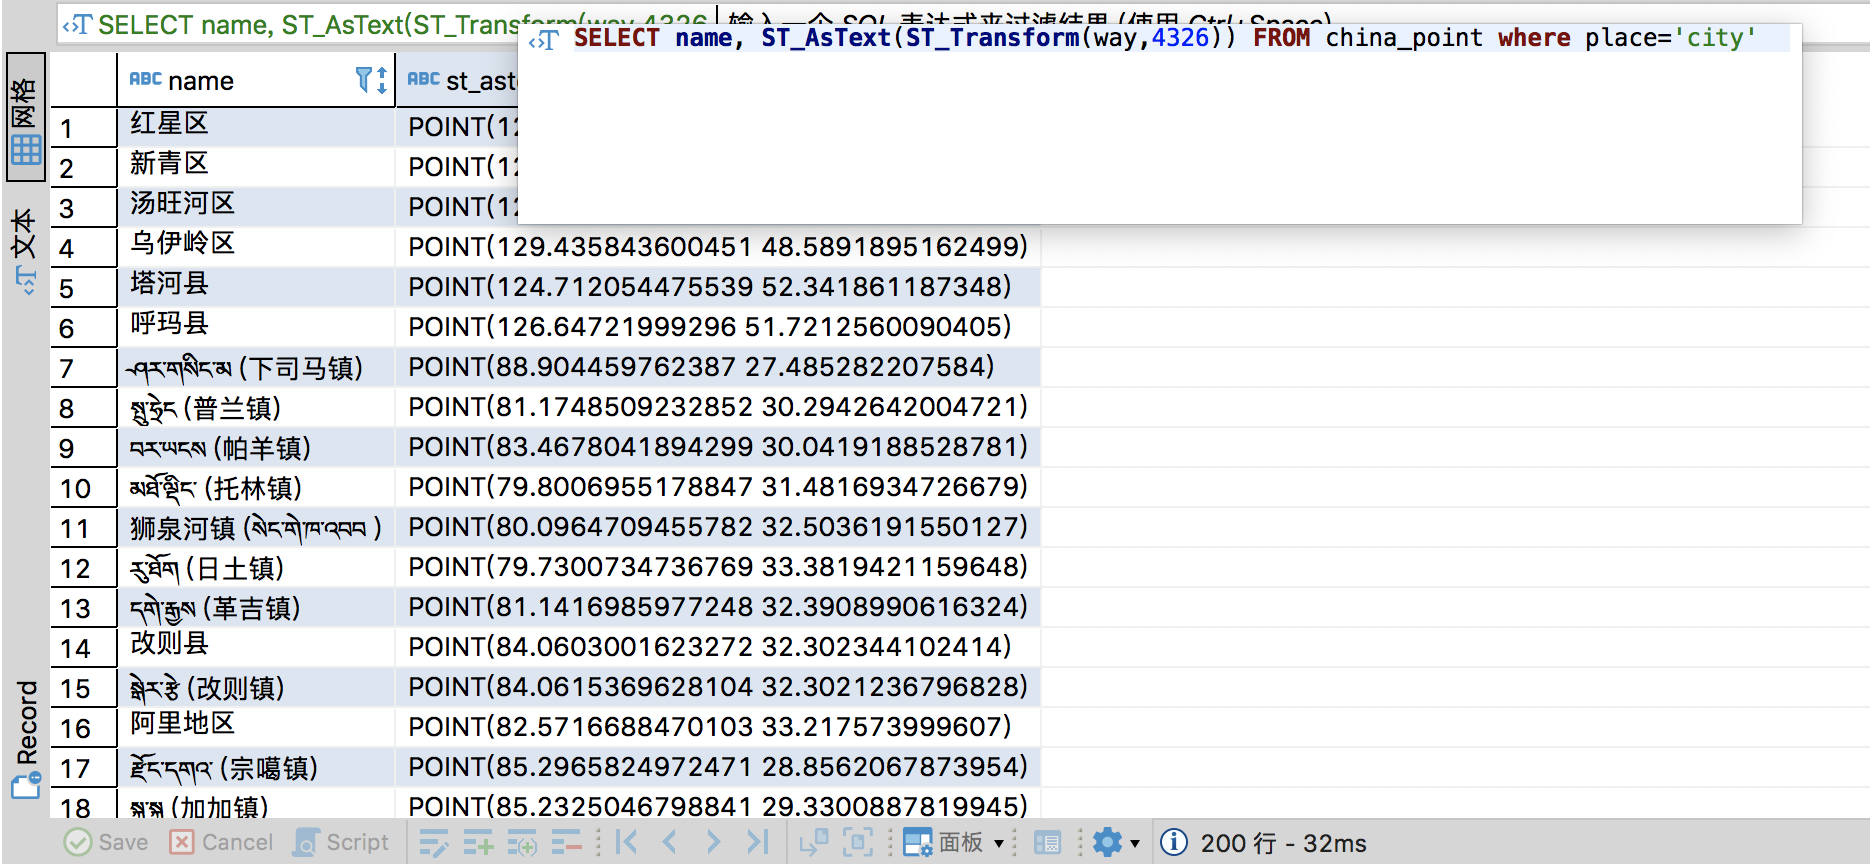 SELECT name, ST_AsText(ST_Transform(way,4326
SELECT name, ST_AsText(ST_Transform(way,4326)) FROM china_point where place='city'
网格
文本
Record
ABC name
ABC st_ast
1 红星区 POINT(12
2 新青区 POINT(12
3 汤旺河区 POINT(12
4 乌伊岭区 POINT(129.435843600451 48.5891895162499)
5 塔河县 POINT(124.712054475539 52.341861187348)
6 呼玛县 POINT(126.64721999296 51.7212560090405)
7 ཤར་གསིང་མ (下司马镇) POINT(88.904459762387 27.485282207584)
8 སྤུ་ཧྲེང (普兰镇) POINT(81.1748509232852 30.2942642004721)
9 བར་ཡངས (帕羊镇) POINT(83.4678041894299 30.0419188528781)
10 མཐོ་ལྡིང་ (托林镇) POINT(79.8006955178847 31.4816934726679)
11 狮泉河镇 (སེང་གེ་ཁ་འབབ ) POINT(80.0964709455782 32.5036191550127)
12 རུ་ཐོག (日土镇) POINT(79.7300734736769 33.3819421159648)
13 དགེ་རྒྱས (革吉镇) POINT(81.1416985977248 32.3908990616324)
14 改则县 POINT(84.0603001623272 32.302344102414)
15 སྒེར་རྩེ (改则镇) POINT(84.0615369628104 32.3021236796828)
16 阿里地区 POINT(82.5716688470103 33.217573999607)
17 རྫོང་དགའ་ (宗噶镇) POINT(85.2965824972471 28.8562067873954)
18 སྐ་སྐ (加加镇) POINT(85.2325046798841 29.3300887819945)
Save Cancel Script 面板 200 行 - 32ms